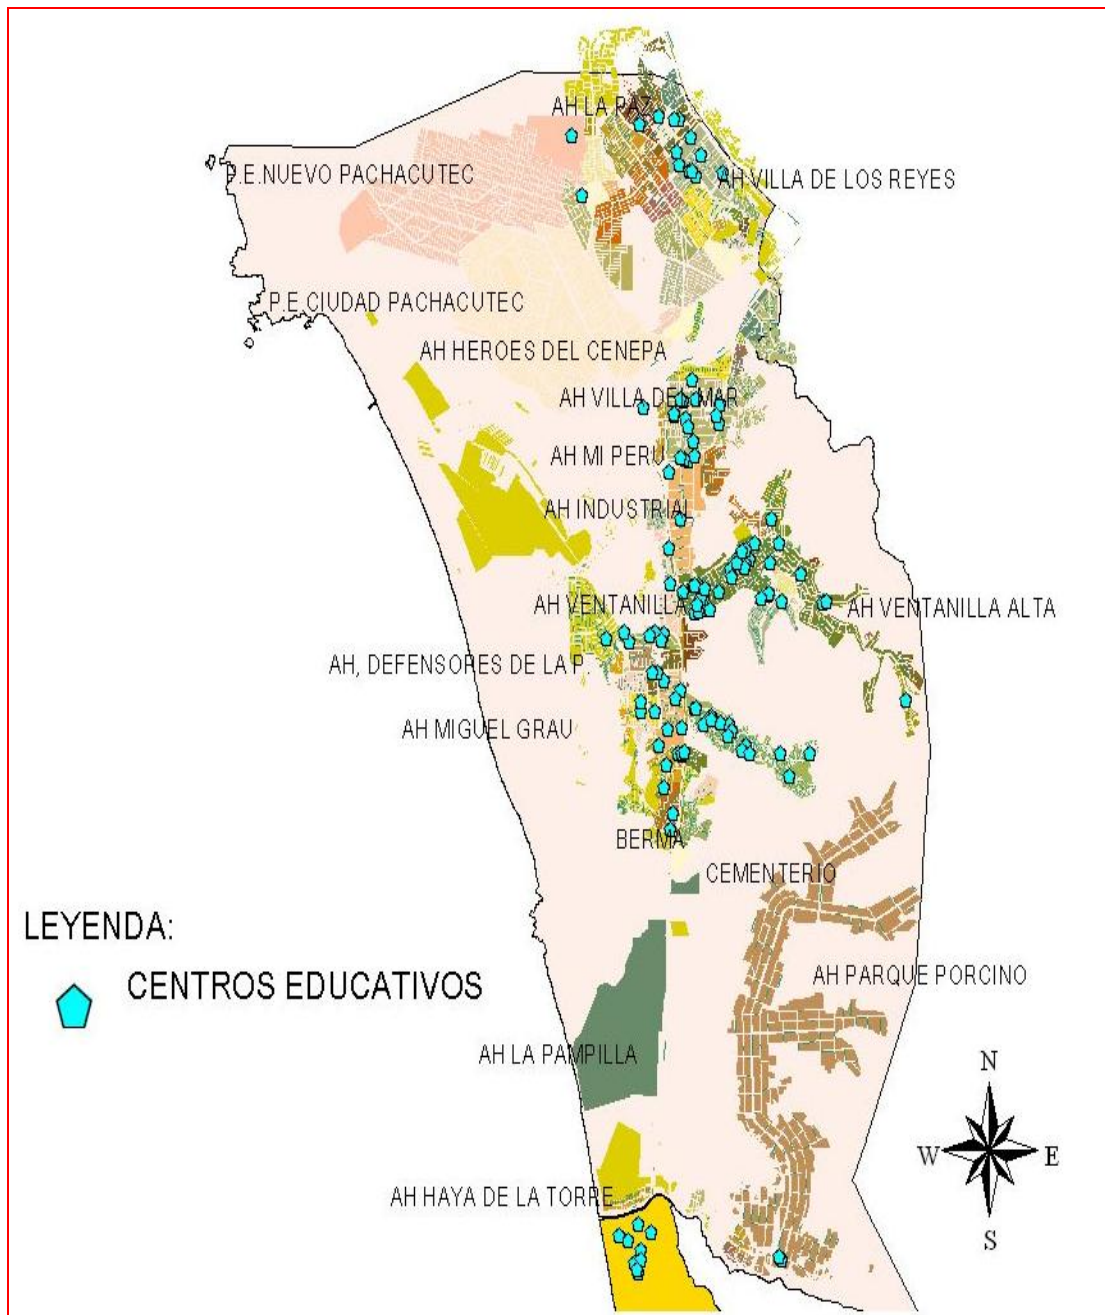 AH LA PAZ
P.E.NUEVO PACHACUTEC
AH VILLA DE LOS REYES
P.E.CIUDAD PACHACUTEC
AH HEROES DEL CENEPA
AH VILLA DEL MAR
AH MI PERU
AH INDUSTRIAL
AH VENTANILLA
AH VENTANILLA ALTA
AH, DEFENSORES DE LA P.
AH MIGUEL GRAU
BERMA
CEMENTERIO
LEYENDA:
CENTROS EDUCATIVOS
AH PARQUE PORCINO
AH LA PAMPILLA
N
W
E
S
AH HAYA DE LA TORRE